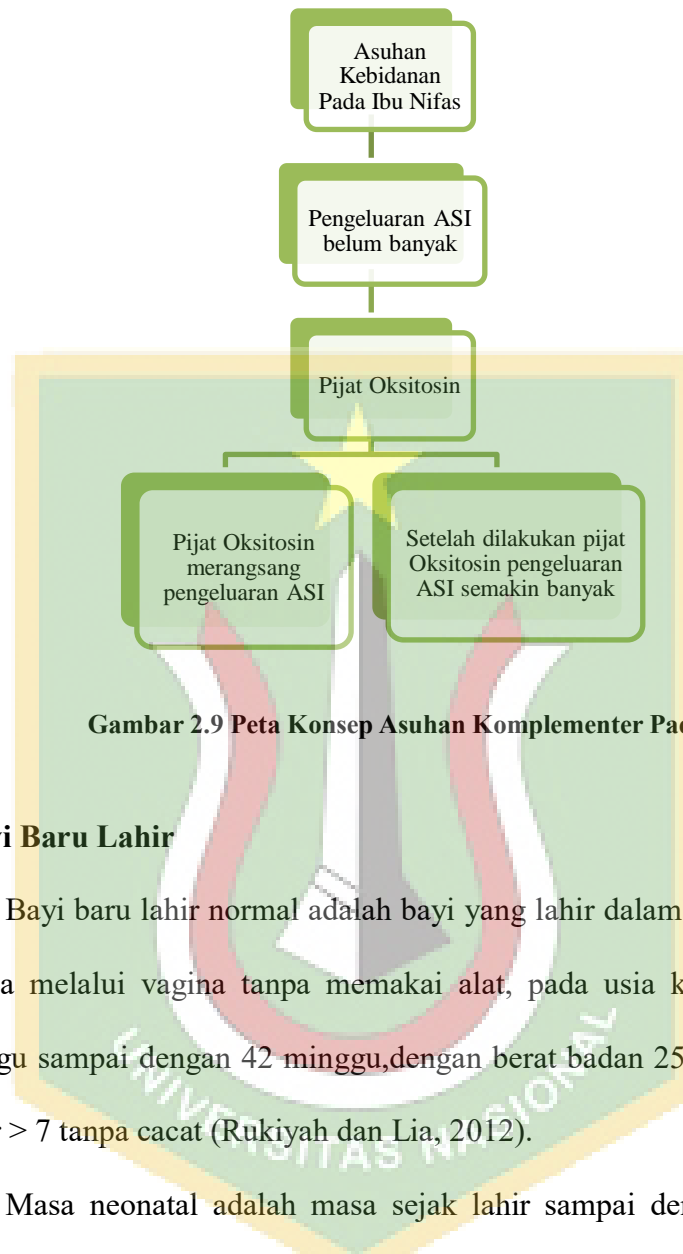 Asuhan
Kebidanan
Pada Ibu Nifas
Pengeluaran ASI
belum banyak
Pijat Oksitosin
Pijat Oksitosin
merangsang
pengeluaran ASI
Setelah dilakukan pijat
Oksitosin pengeluaran
ASI semakin banyak
Gambar 2.9 Peta Konsep Asuhan Komplementer Pad
i Baru Lahir
Bayi baru lahir normal adalah bayi yang lahir dalam
a melalui vagina tanpa memakai alat, pada usia k
gu sampai dengan 42 minggu,dengan berat badan 25
r > 7 tanpa cacat (Rukiyah dan Lia, 2012).
Masa neonatal adalah masa sejak lahir sampai den
UNIVERSITAS NASIONAL